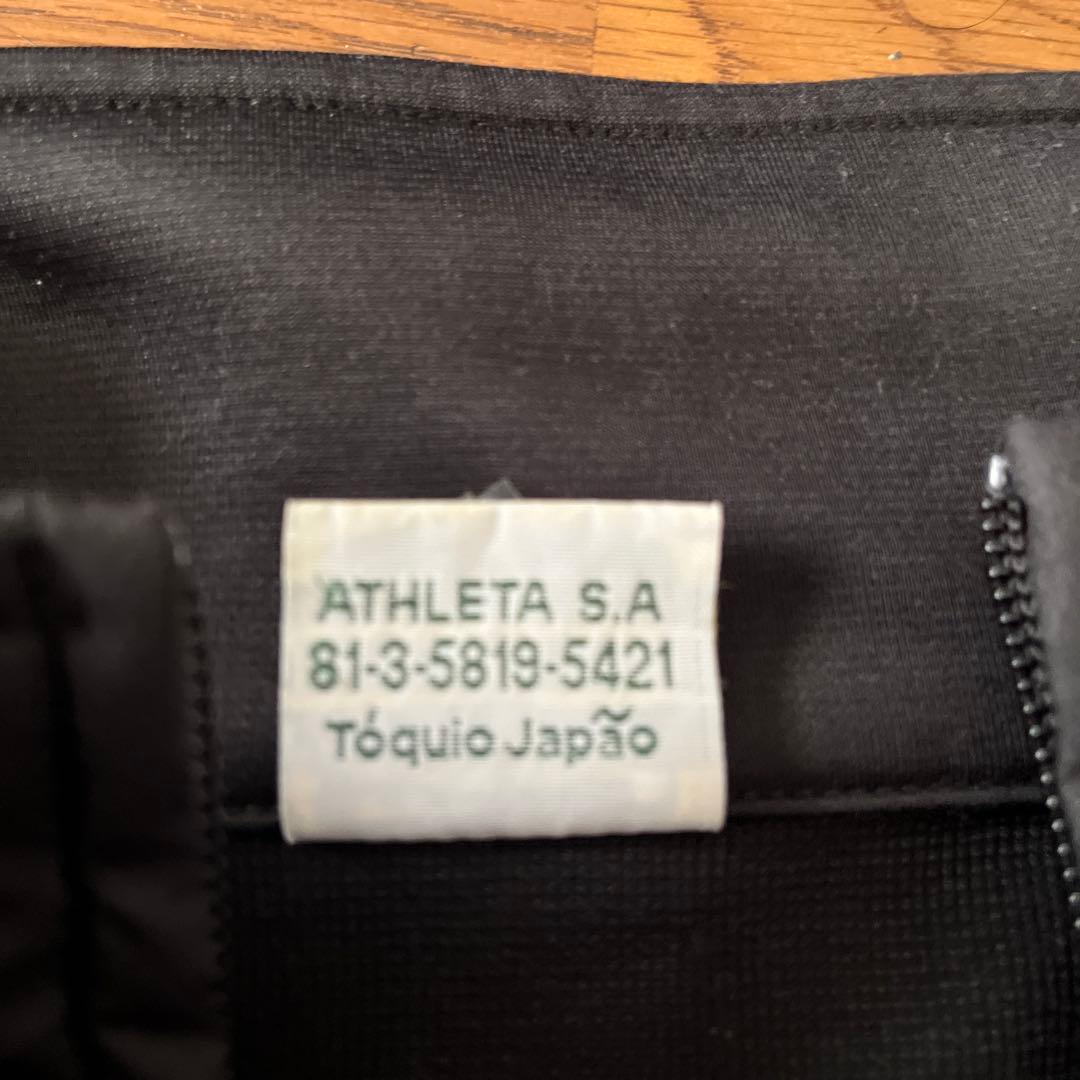 ATHLETA S.A
81-3-5819-5421
Tóquio Japão